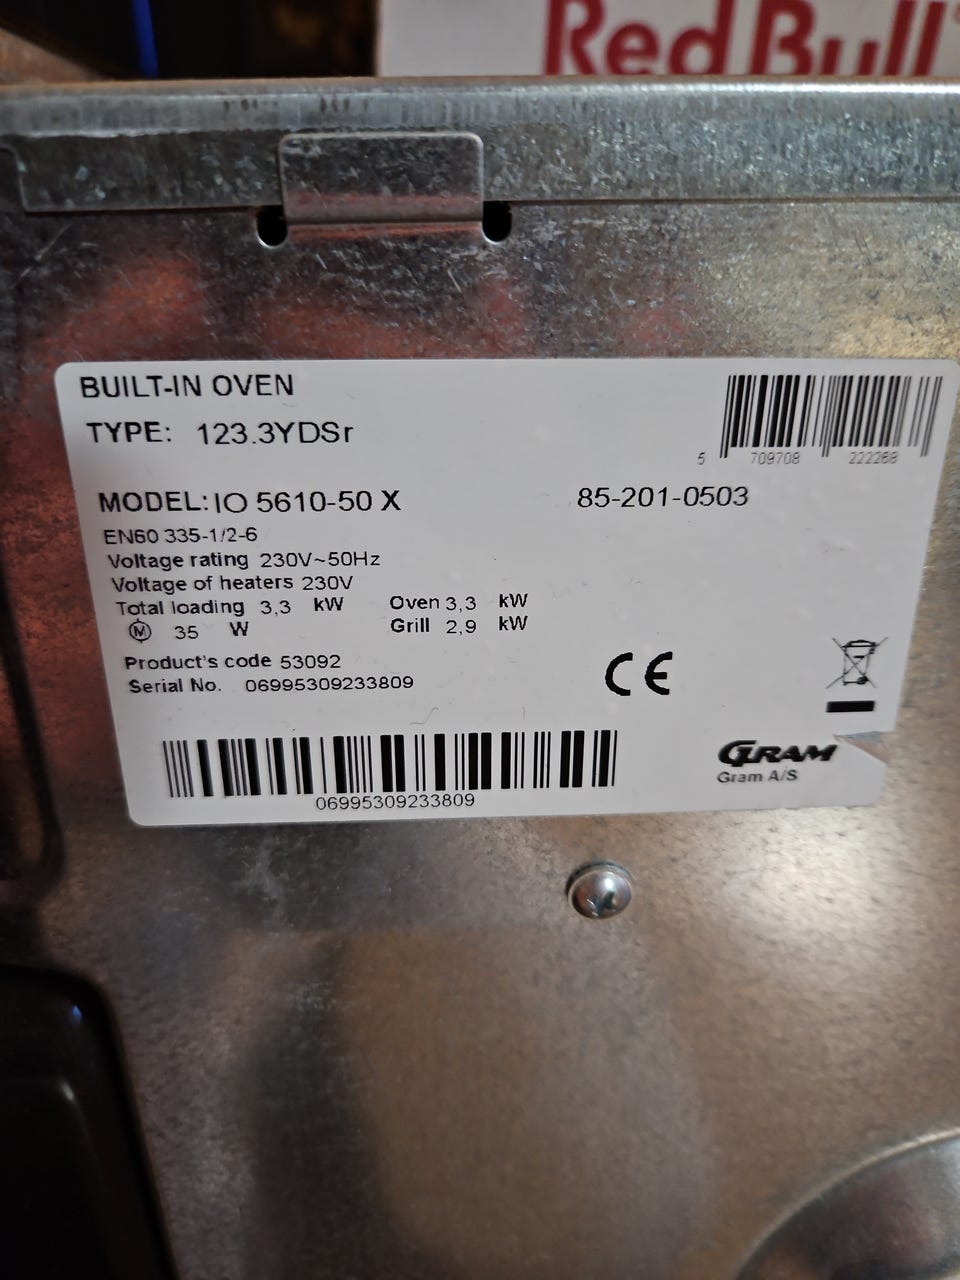 Red Bull
BUILT-IN OVEN
TYPE: 123.3YDSr
5 709708 222268
MODEL: IO 5610-50 X 85-201-0503
EN60 335-1/2-6
Voltage rating 230V~50Hz
Voltage of heaters 230V
Total loading 3,3 kW Oven 3,3 kW
M 35 W Grill 2,9 kW
Product's code 53092
Serial No. 06995309233809
CE
06995309233809
GRAM
Gram A/S